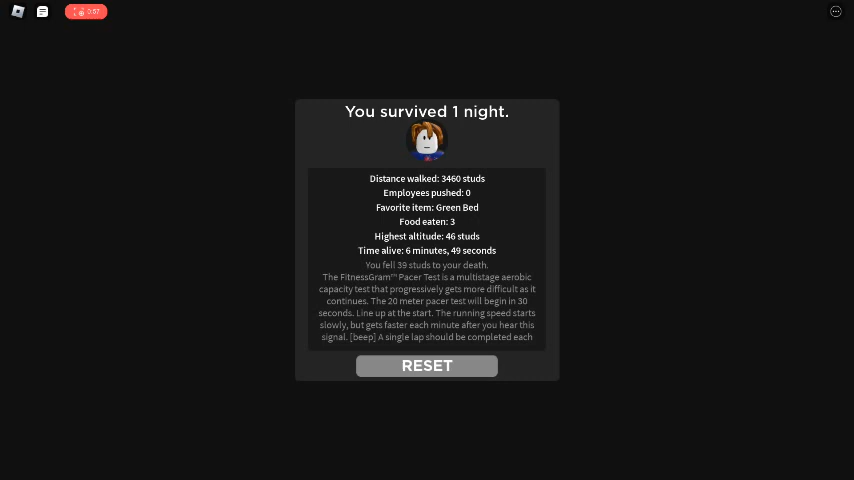 0:57
You survived 1 night.
Distance walked: 3460 studs
Employees pushed: 0
Favorite item: Green Bed
Food eaten: 3
Highest altitude: 46 studs
Time alive: 6 minutes, 49 seconds
You fell 39 studs to your death.
The FitnessGram™ Pacer Test is a multistage aerobic
capacity test that progressively gets more difficult as it
continues. The 20 meter pacer test will begin in 30
seconds. Line up at the start. The running speed starts
slowly, but gets faster each minute after you hear this
signal. [beep] A single lap should be completed each
RESET